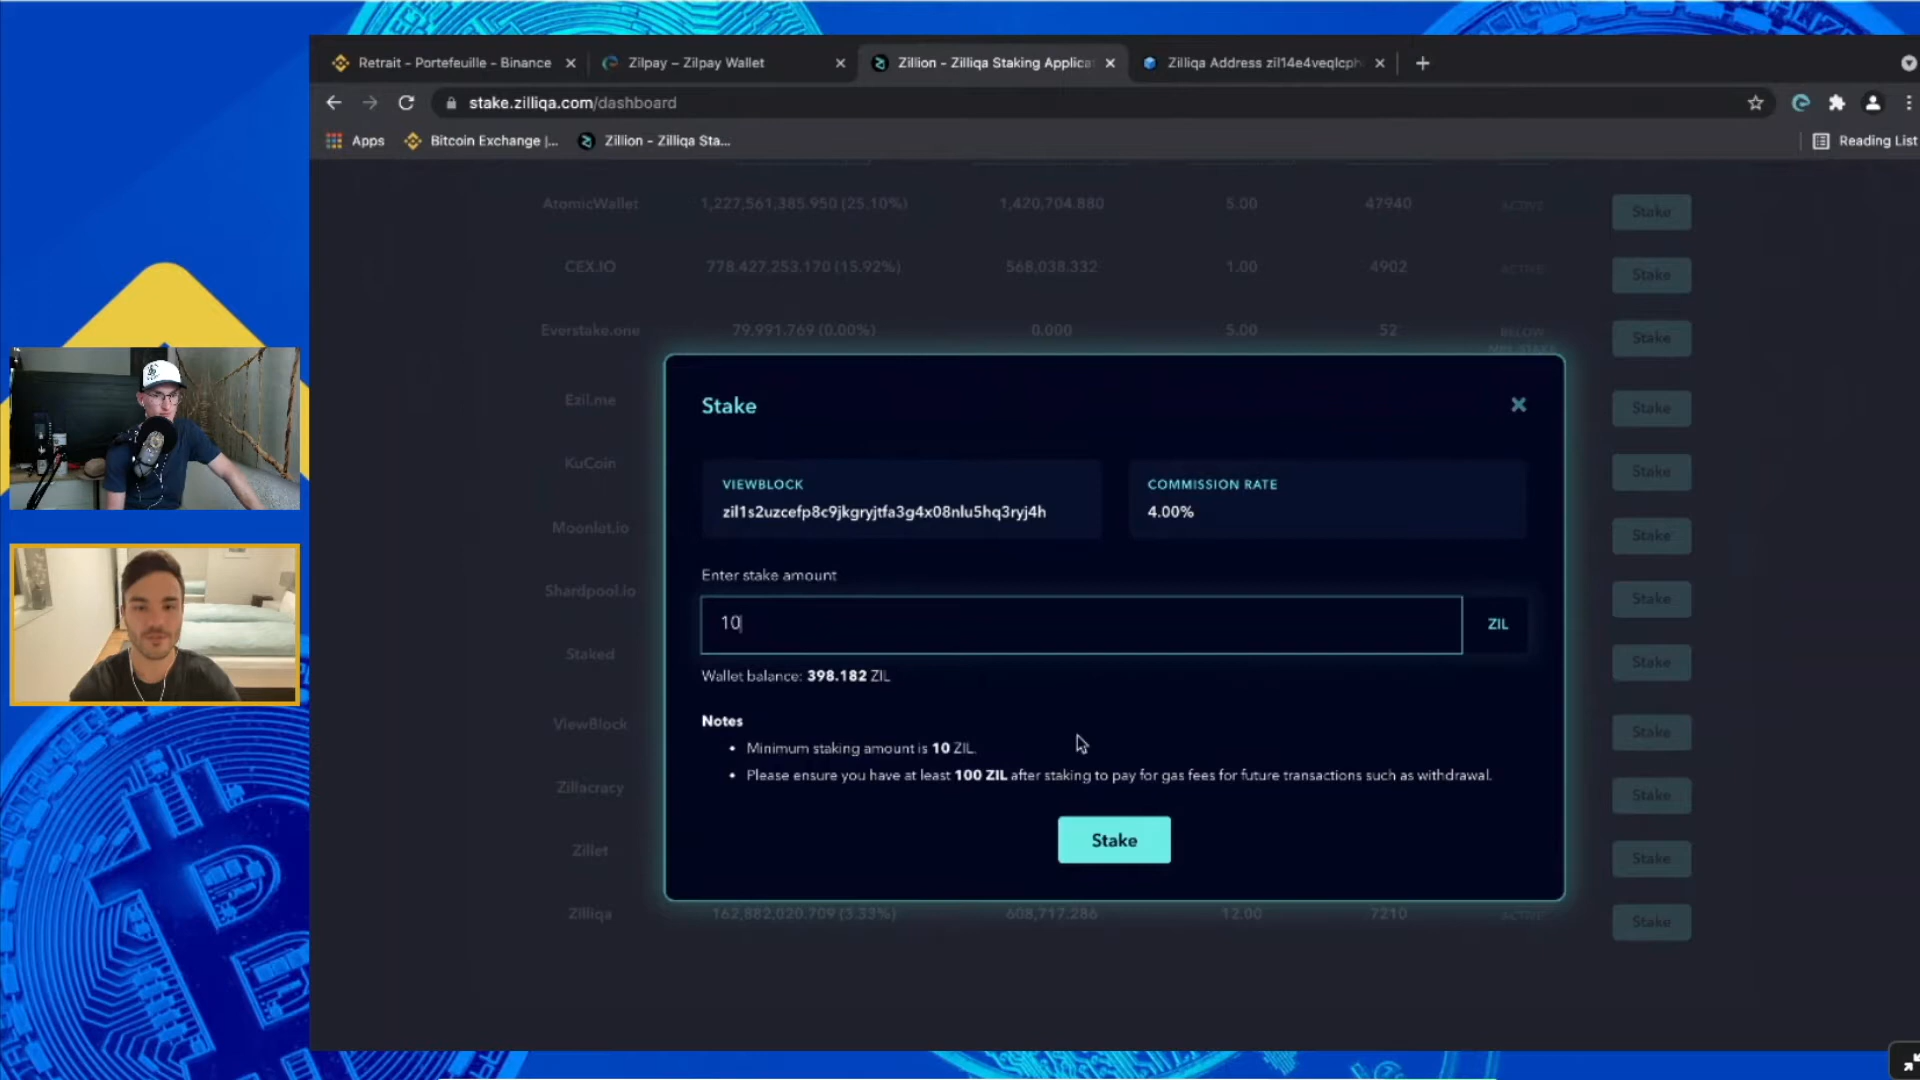 Retrait - Portefeuille - Binance
Zilpay – Zilpay Wallet
Zillion - Zilliqa Staking Applica
Zilliqa Address zil14e4veqlcph
stake.zilliqa.com/dashboard
Apps
Bitcoin Exchange |...
Zillion - Zilliqa Sta...
Reading List
AtomicWallet 1,227,561,385.950 (25.10%) 1,420,704.880 5.00 47940 ACTIVE Stake
CEX.IO 778,427,253.170 (15.92%) 568,038.332 1.00 4902 ACTIVE Stake
Everstake.one 79,991.769 (0.00%) 0.000 5.00 52 BELOW MIN. STAKE Stake
Ezil.me Stake
KuCoin Stake
Moonlet.io Stake
Shardpool.io Stake
Staked Stake
ViewBlock Stake
Zillacracy Stake
Zillet Stake
Zilliqa 162,882,020.709 (3.33%) 608,717.286 12.00 7210 ACTIVE Stake
Stake
VIEWBLOCK
zil1s2uzcefp8c9jkgryjtfa3g4x08nlu5hq3ryj4h
COMMISSION RATE
4.00%
Enter stake amount
10
ZIL
Wallet balance: 398.182 ZIL
Notes
• Minimum staking amount is 10 ZIL.
• Please ensure you have at least 100 ZIL after staking to pay for gas fees for future transactions such as withdrawal.
Stake